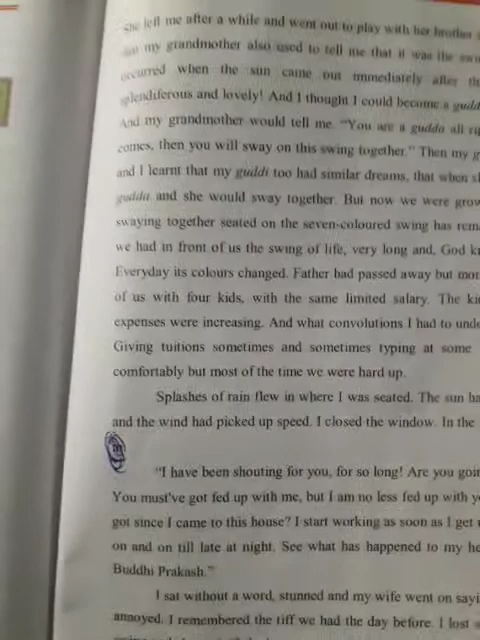 she left me after a while and went out to play with her brother
my grandmother also used to tell me that it was the
occurred when the sun came out immediately after
splendiferous and lovely! And I thought I could become a
And my grandmother would tell me. "You are a gudda all
comes, then you will sway on this swing together." Then my
and I learnt that my guddi too had similar dreams, that when
gudda and she would sway together. But now we were
swaying together seated on the seven-coloured swing has
we had in front of us the swing of life, very long and, God
Everyday its colours changed. Father had passed away but
of us with four kids, with the same limited salary. The
expenses were increasing. And what convolutions I had to
Giving tuitions sometimes and sometimes typing at some
comfortably but most of the time we were hard up.
Splashes of rain flew in where I was seated. The sun
and the wind had picked up speed. I closed the window. In the
"I have been shouting for you, for so long! Are you
You must've got fed up with me, but I am no less fed up with
got since I came to this house? I start working as soon as I get
on and on till late at night. See what has happened to my
Buddhi Prakash."
I sat without a word, stunned and my wife went on
annoyed. I remembered the tiff we had the day before. I lost